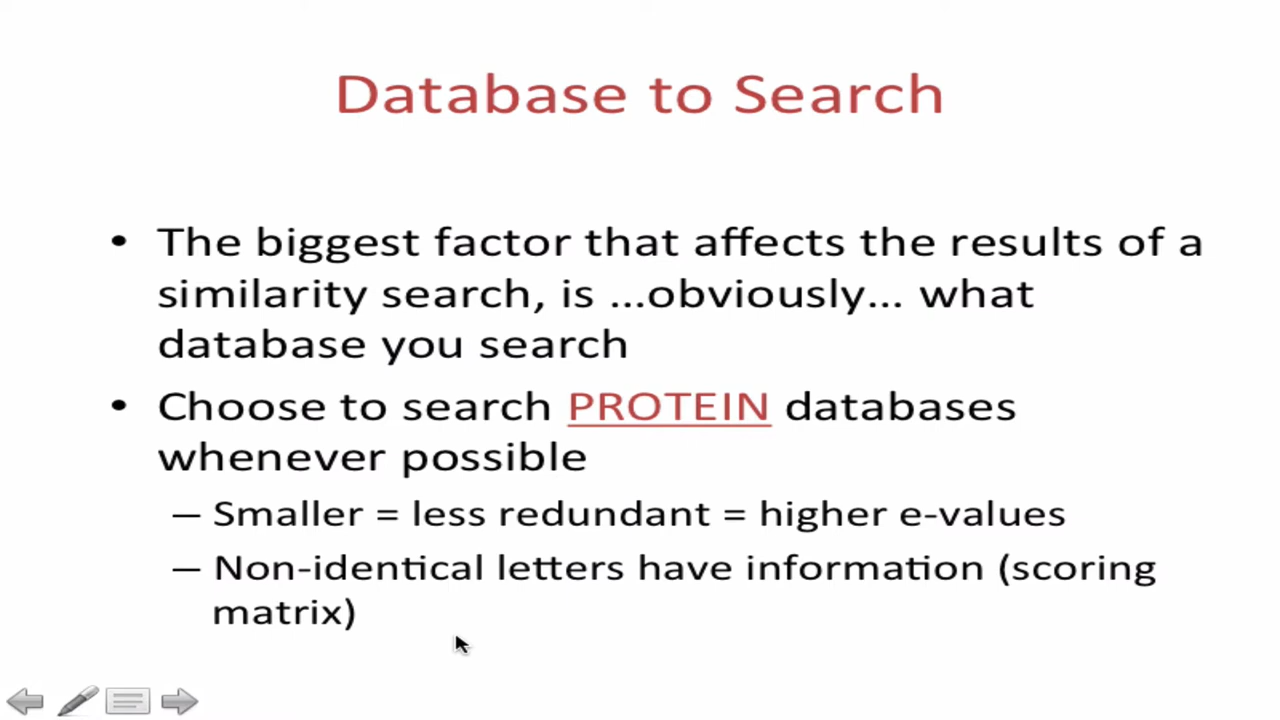 Database to Search
• The biggest factor that affects the results of a
similarity search, is ...obviously... what
database you search
• Choose to search PROTEIN databases
whenever possible
– Smaller = less redundant = higher e-values
– Non-identical letters have information (scoring
matrix)